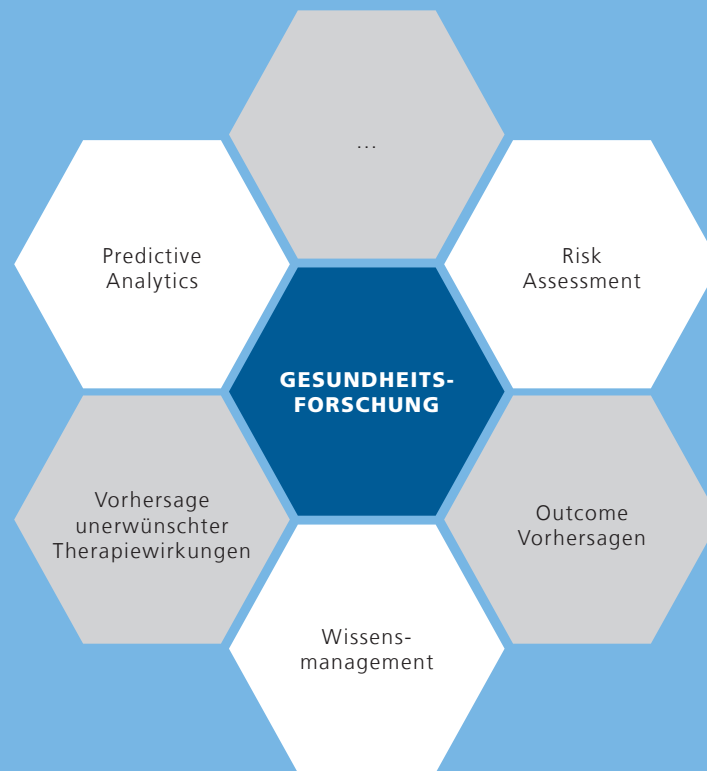 ...
Predictive
Analytics
Risk
Assessment
GESUNDHEITS-
FORSCHUNG
Vorhersage
unerwünschter
Therapiewirkungen
Outcome
Vorhersagen
Wissens-
management